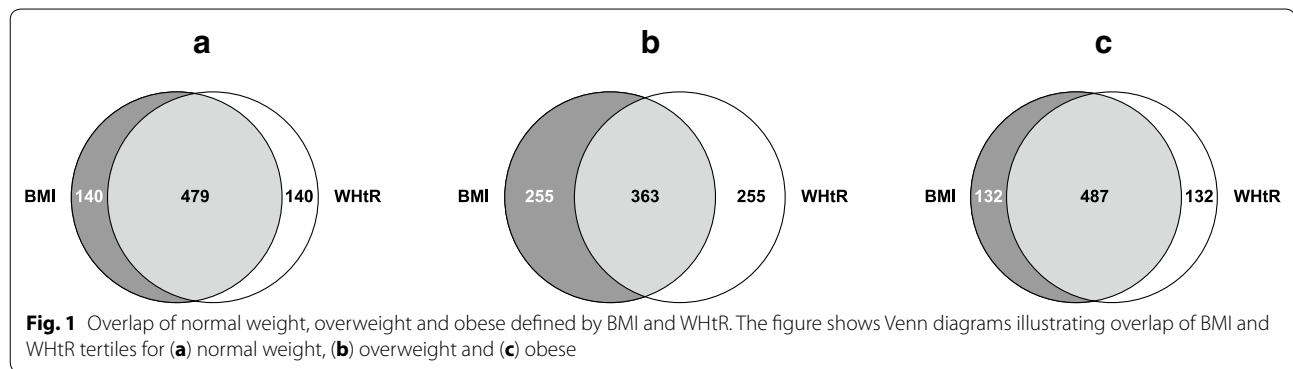 a
b
c
BMI 140 479 140 WHtR
BMI 255 363 255 WHtR
BMI 132 487 132 WHtR
Fig. 1 Overlap of normal weight, overweight and obese defined by BMI and WHtR. The figure shows Venn diagrams illustrating overlap of BMI and
WHtR tertiles for (a) normal weight, (b) overweight and (c) obese